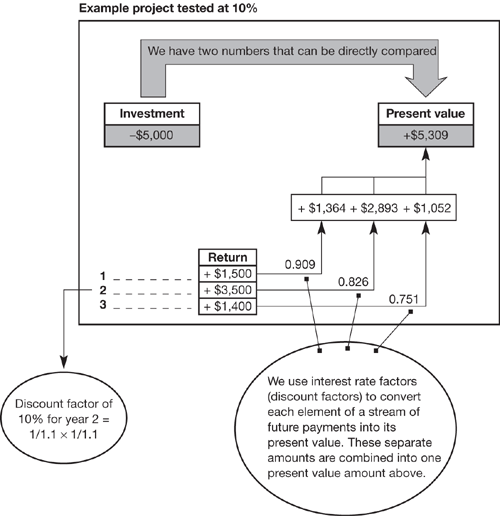 Example project tested at 10%
We have two numbers that can be directly compared
Investment
–$5,000
Present value
+$5,309
+ $1,364 + $2,893 + $1,052
Return
1 + $1,500 0.909
2 + $3,500 0.826
3 + $1,400 0.751
Discount factor of
10% for year 2 =
1/1.1 × 1/1.1
We use interest rate factors
(discount factors) to convert
each element of a stream of
future payments into its
present value. These separate
amounts are combined into one
present value amount above.